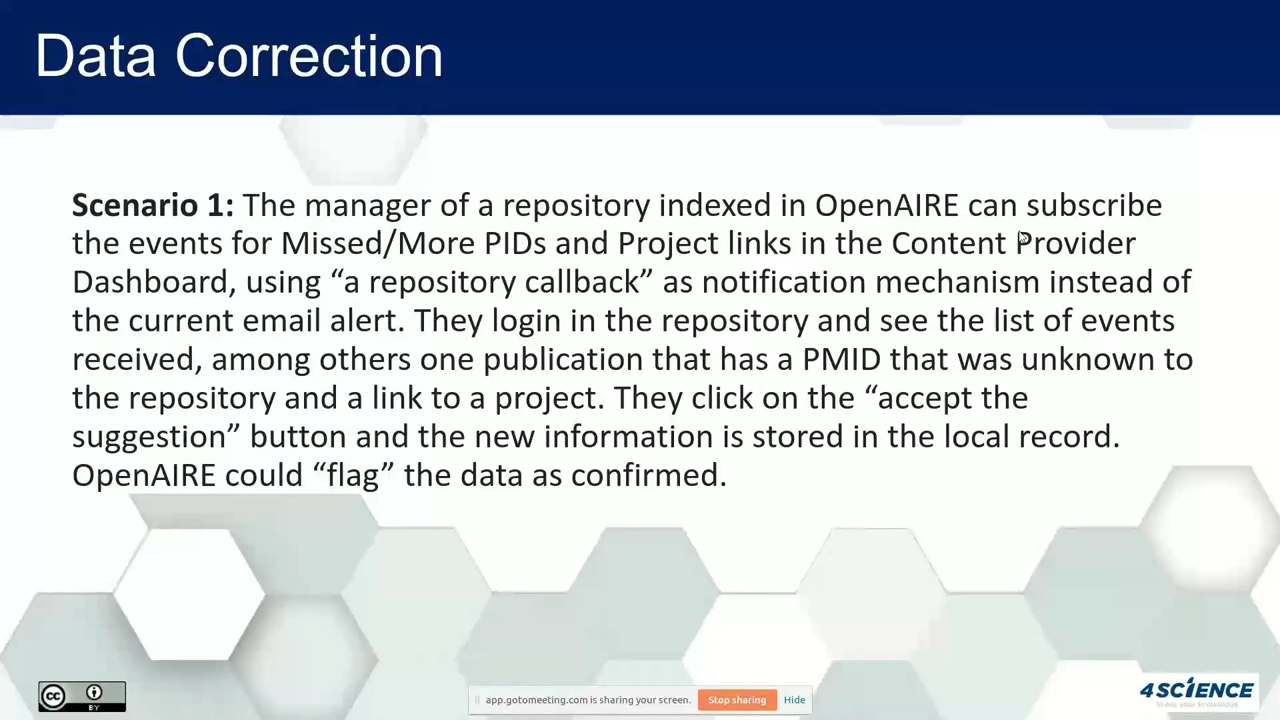 Data Correction
Scenario 1: The manager of a repository indexed in OpenAIRE can subscribe
the events for Missed/More PIDs and Project links in the Content Provider
Dashboard, using “a repository callback” as notification mechanism instead of
the current email alert. They login in the repository and see the list of events
received, among others one publication that has a PMID that was unknown to
the repository and a link to a project. They click on the “accept the
suggestion” button and the new information is stored in the local record.
OpenAIRE could “flag” the data as confirmed.
cc
BY
app.gotomeeting.com is sharing your screen.
Stop sharing
Hide
4SCIENCE
Share your knowledge